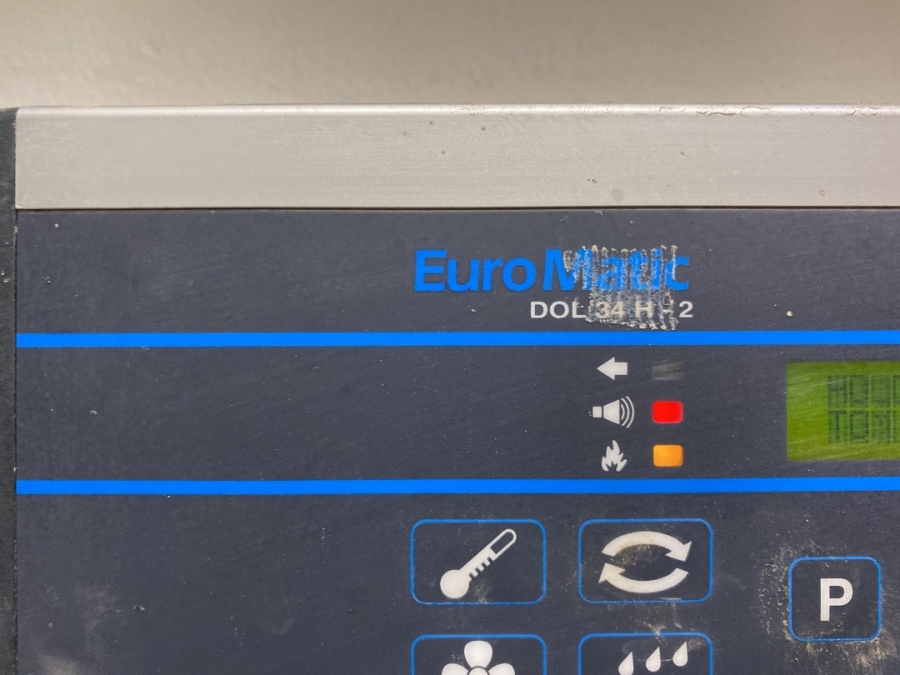 EuroMatic
DOL 34 H - 2
P